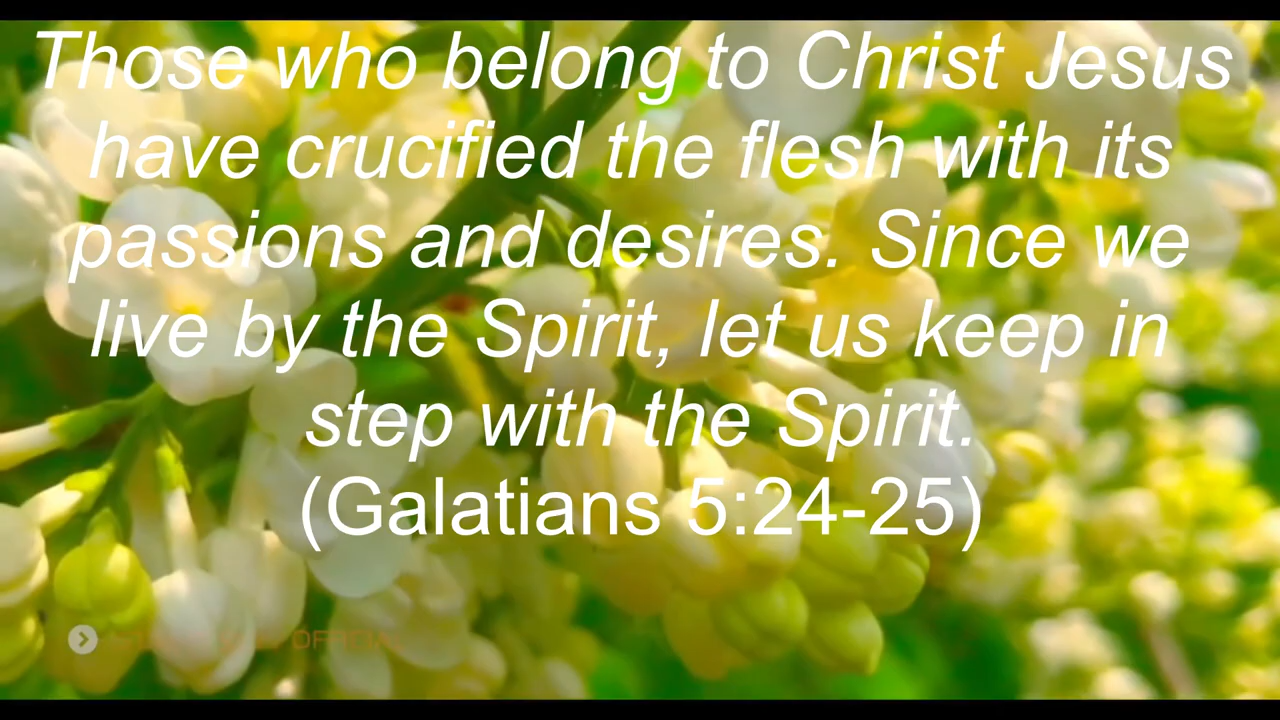 Those who belong to Christ Jesus
have crucified the flesh with its
passions and desires. Since we
live by the Spirit, let us keep in
step with the Spirit.
(Galatians 5:24-25)
OFFICIAL